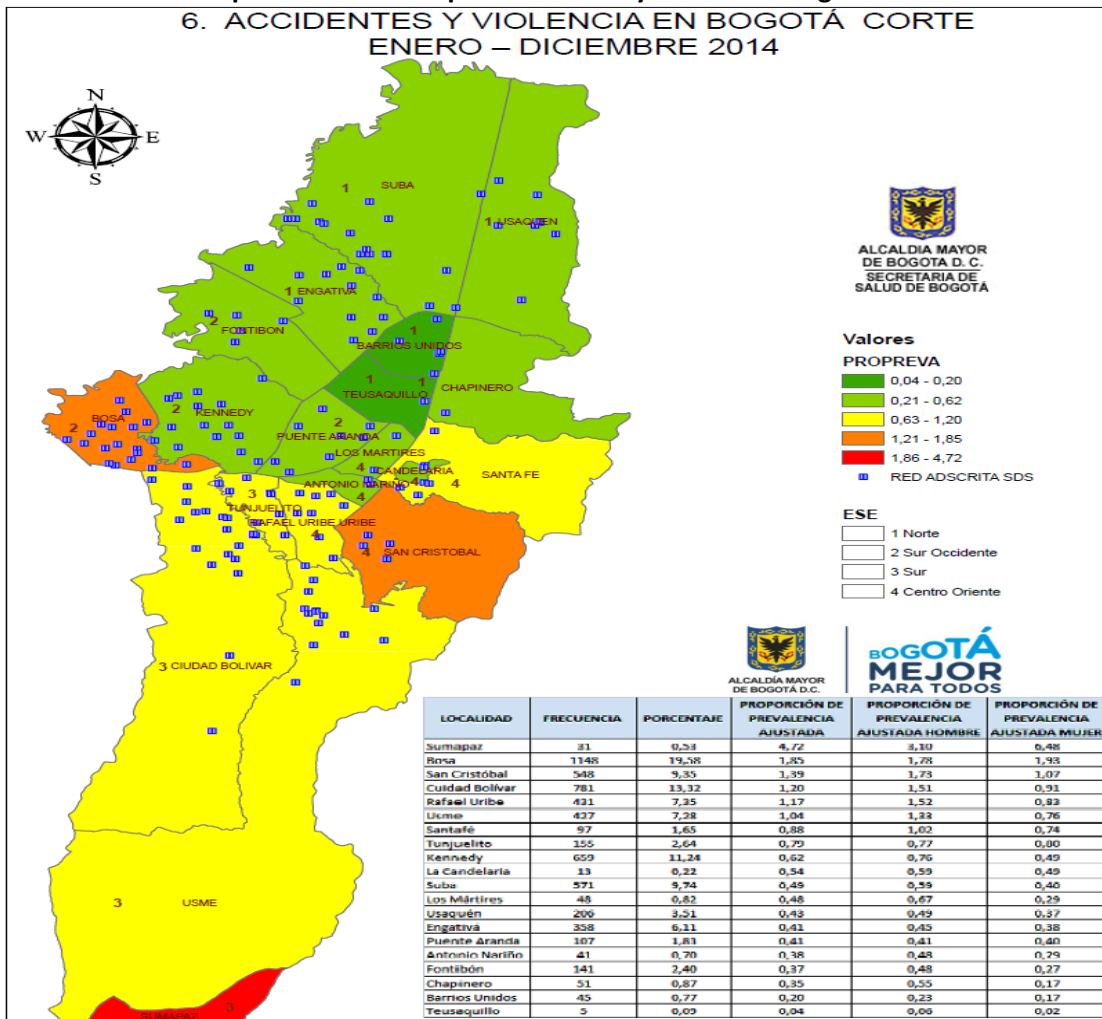 6. ACCIDENTES Y VIOLENCIA EN BOGOTÁ CORTE
ENERO – DICIEMBRE 2014
N
W E
S
1 SUBA
1 USAQUEN
1 ENGATIVA
2 FONTIBON
1
BARRIOS UNIDOS
1 1
TEUSAQUILLO
CHAPINERO
2 KENNEDY
BOSA
2
2
PUENTE ARANDA
LOS MARTIRES
4 CANDELARIA
4 4
SANTA FE
ANTONIO NARIÑO
4
3
TUNJUELITO
RAFAEL URIBE URIBE
4
4 SAN CRISTOBAL
3 CIUDAD BOLIVAR
3 USME
3
SUMAPAZ
ALCALDIA MAYOR
DE BOGOTA D. C.
SECRETARIA DE
SALUD DE BOGOTÁ
Valores
PROPREVA
0,04 - 0,20
0,21 - 0,62
0,63 - 1,20
1,21 - 1,85
1,86 - 4,72
RED ADSCRITA SDS
ESE
1 Norte
2 Sur Occidente
3 Sur
4 Centro Oriente
ALCALDÍA MAYOR
DE BOGOTÁ D.C.
BOGOTÁ
MEJOR
PARA TODOS
LOCALIDAD FRECUENCIA PORCENTAJE PROPORCIÓN DE PREVALENCIA AJUSTADA PROPORCIÓN DE PREVALENCIA AJUSTADA HOMBRE PROPORCIÓN DE PREVALENCIA AJUSTADA MUJER
Sumapaz 31 0,53 4,72 3,10 6,48
Bosa 1148 19,58 1,85 1,78 1,93
San Cristóbal 548 9,35 1,39 1,73 1,07
Cuidad Bolívar 781 13,32 1,20 1,51 0,91
Rafael Uribe 431 7,35 1,17 1,52 0,83
Usme 427 7,28 1,04 1,33 0,76
Santafé 97 1,65 0,88 1,02 0,74
Tunjuelito 155 2,64 0,79 0,77 0,80
Kennedy 659 11,24 0,62 0,76 0,49
La Candelaria 13 0,22 0,54 0,59 0,49
Suba 571 9,74 0,49 0,59 0,40
Los Mártires 48 0,82 0,48 0,67 0,29
Usaquén 206 3,51 0,43 0,49 0,37
Engativá 358 6,11 0,41 0,45 0,38
Puente Aranda 107 1,83 0,41 0,41 0,40
Antonio Nariño 41 0,70 0,38 0,48 0,29
Fontiibón 141 2,40 0,37 0,48 0,27
Chapinero 51 0,87 0,35 0,55 0,17
Barrios Unidos 45 0,77 0,20 0,23 0,17
Teusaquillo 5 0,09 0,04 0,06 0,02